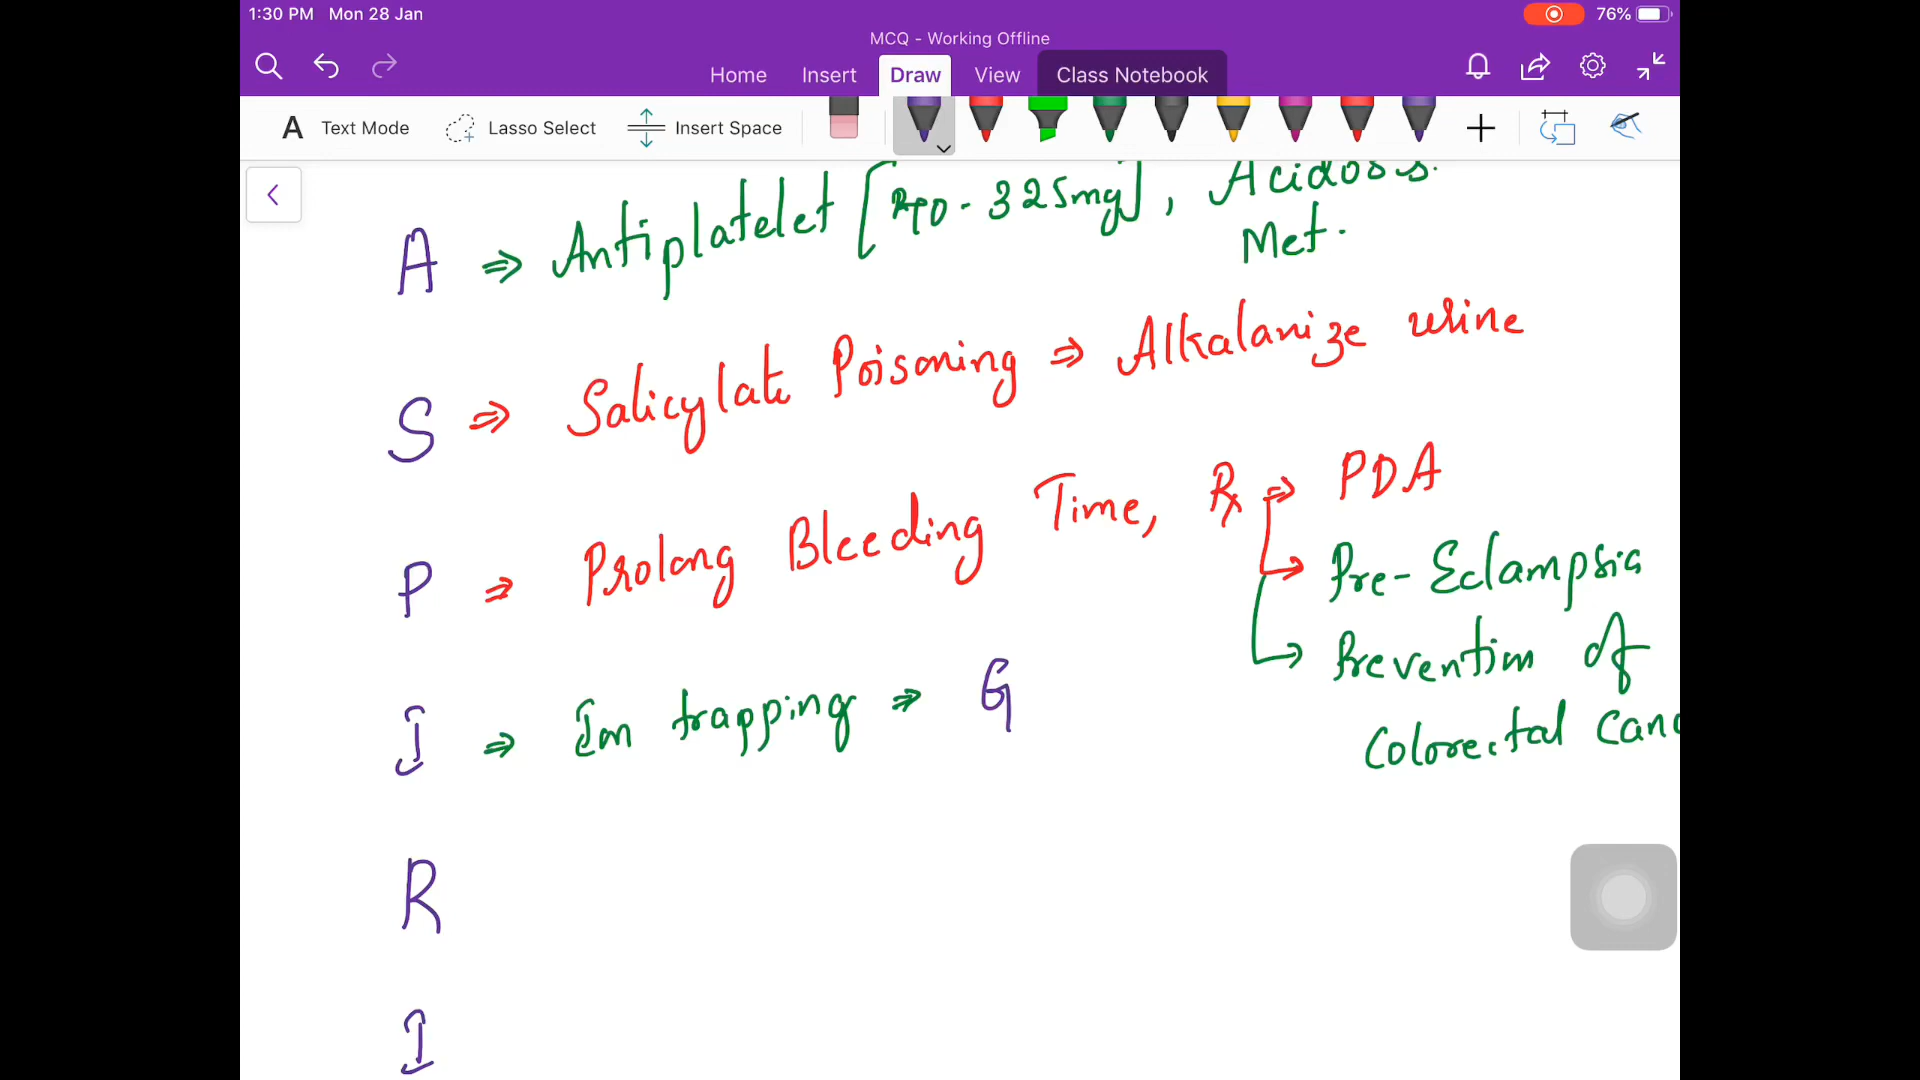 1:30 PM Mon 28 Jan
76%
MCQ - Working Offline
Home Insert Draw View Class Notebook
A Text Mode Lasso Select Insert Space
A ⇒ Antiplatelet [ - 325mg], Acidosis.
Met.
S ⇒ Salicylate Poisoning ⇒ Alkalanize urine
P ⇒ Prolong Bleeding Time, Rx → PDA
→ Pre-Eclampsia
→ Prevention of
Colorectal Canc
I ⇒ Ion trapping ⇒ G
R
I